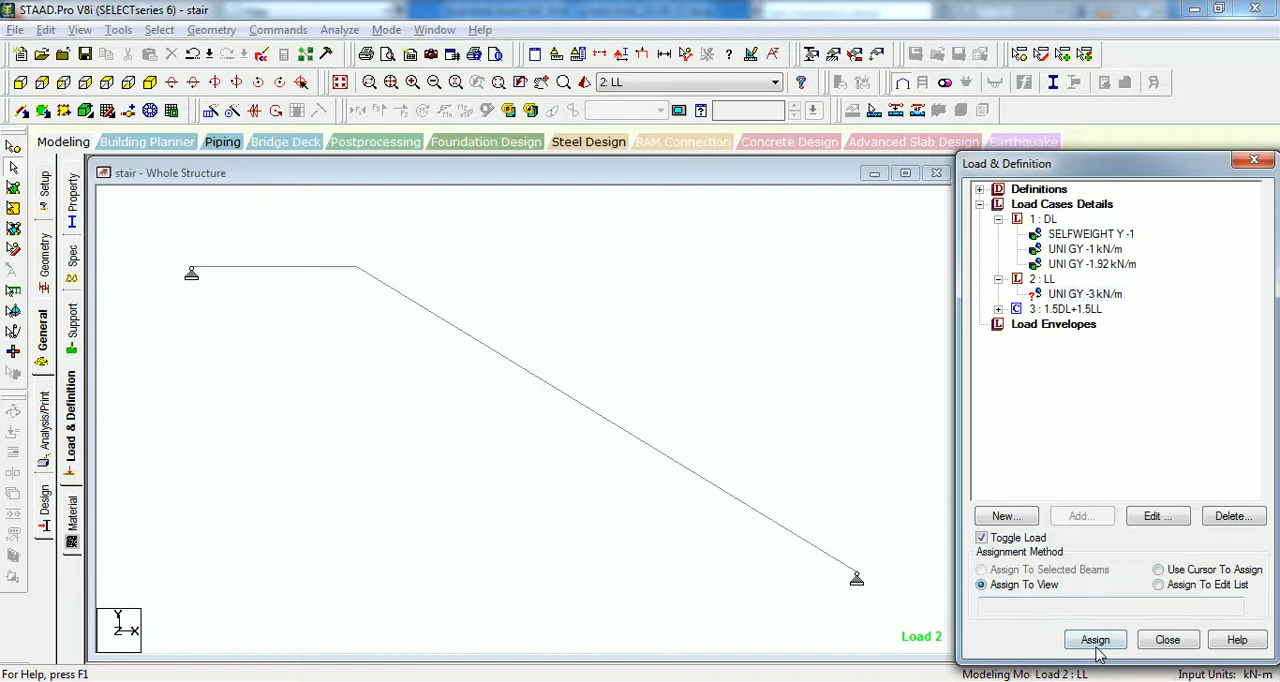 STAAD.Pro V8i (SELECTseries 6) - stair
File Edit View Tools Select Geometry Commands Analyze Mode Window Help
2: LL
Modeling Building Planner Piping Bridge Deck Postprocessing Foundation Design Steel Design RAM Connection Concrete Design Advanced Slab Design Earthquake
stair - Whole Structure
Setup
Geometry
General
Analysis/Print
Design
Property
Spec
Support
Load & Definition
Material
Y
Z X
Load 2
Load & Definition
Definitions
Load Cases Details
1 : DL
SELFWEIGHT Y -1
UNI GY -1 kN/m
UNI GY -1.92 kN/m
2 : LL
UNI GY -3 kN/m
3 : 1.5DL+1.5LL
Load Envelopes
New... Add... Edit ... Delete...
Toggle Load
Assignment Method
Assign To Selected Beams Use Cursor To Assign
Assign To View Assign To Edit List
Assign Close Help
For Help, press F1 Modeling Mo Load 2 : LL Input Units: kN-m